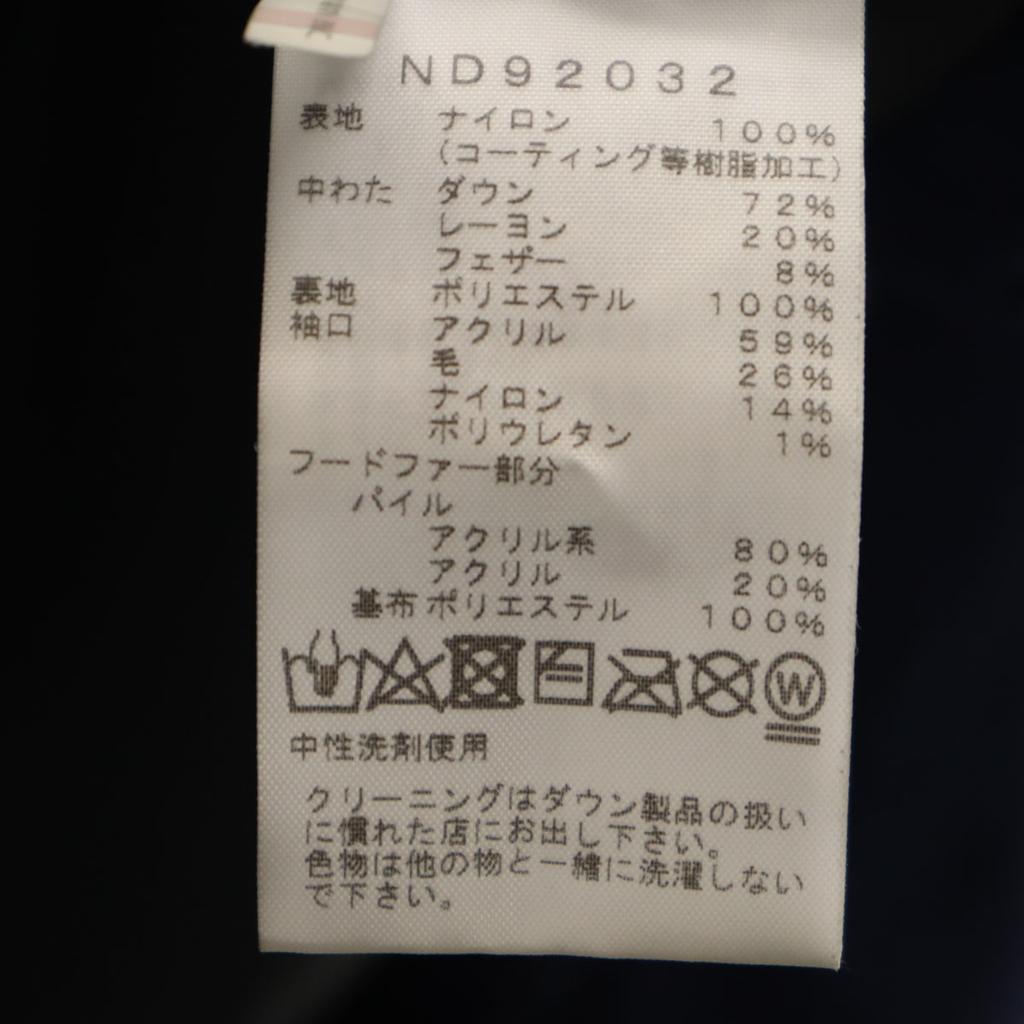 ND92032
表地 ナイロン 100%
(コーティング等樹脂加工)
中わた ダウン 72%
レーヨン 20%
フェザー 8%
裏地 ポリエステル 100%
袖口 アクリル 59%
毛 26%
ナイロン 14%
ポリウレタン 1%
フードファー部分
パイル
アクリル系 80%
アクリル 20%
基布 ポリエステル 100%
W
中性洗剤使用
クリーニングはダウン製品の扱い
に慣れた店にお出し下さい。
色物は他の物と一緒に洗濯しない
で下さい。